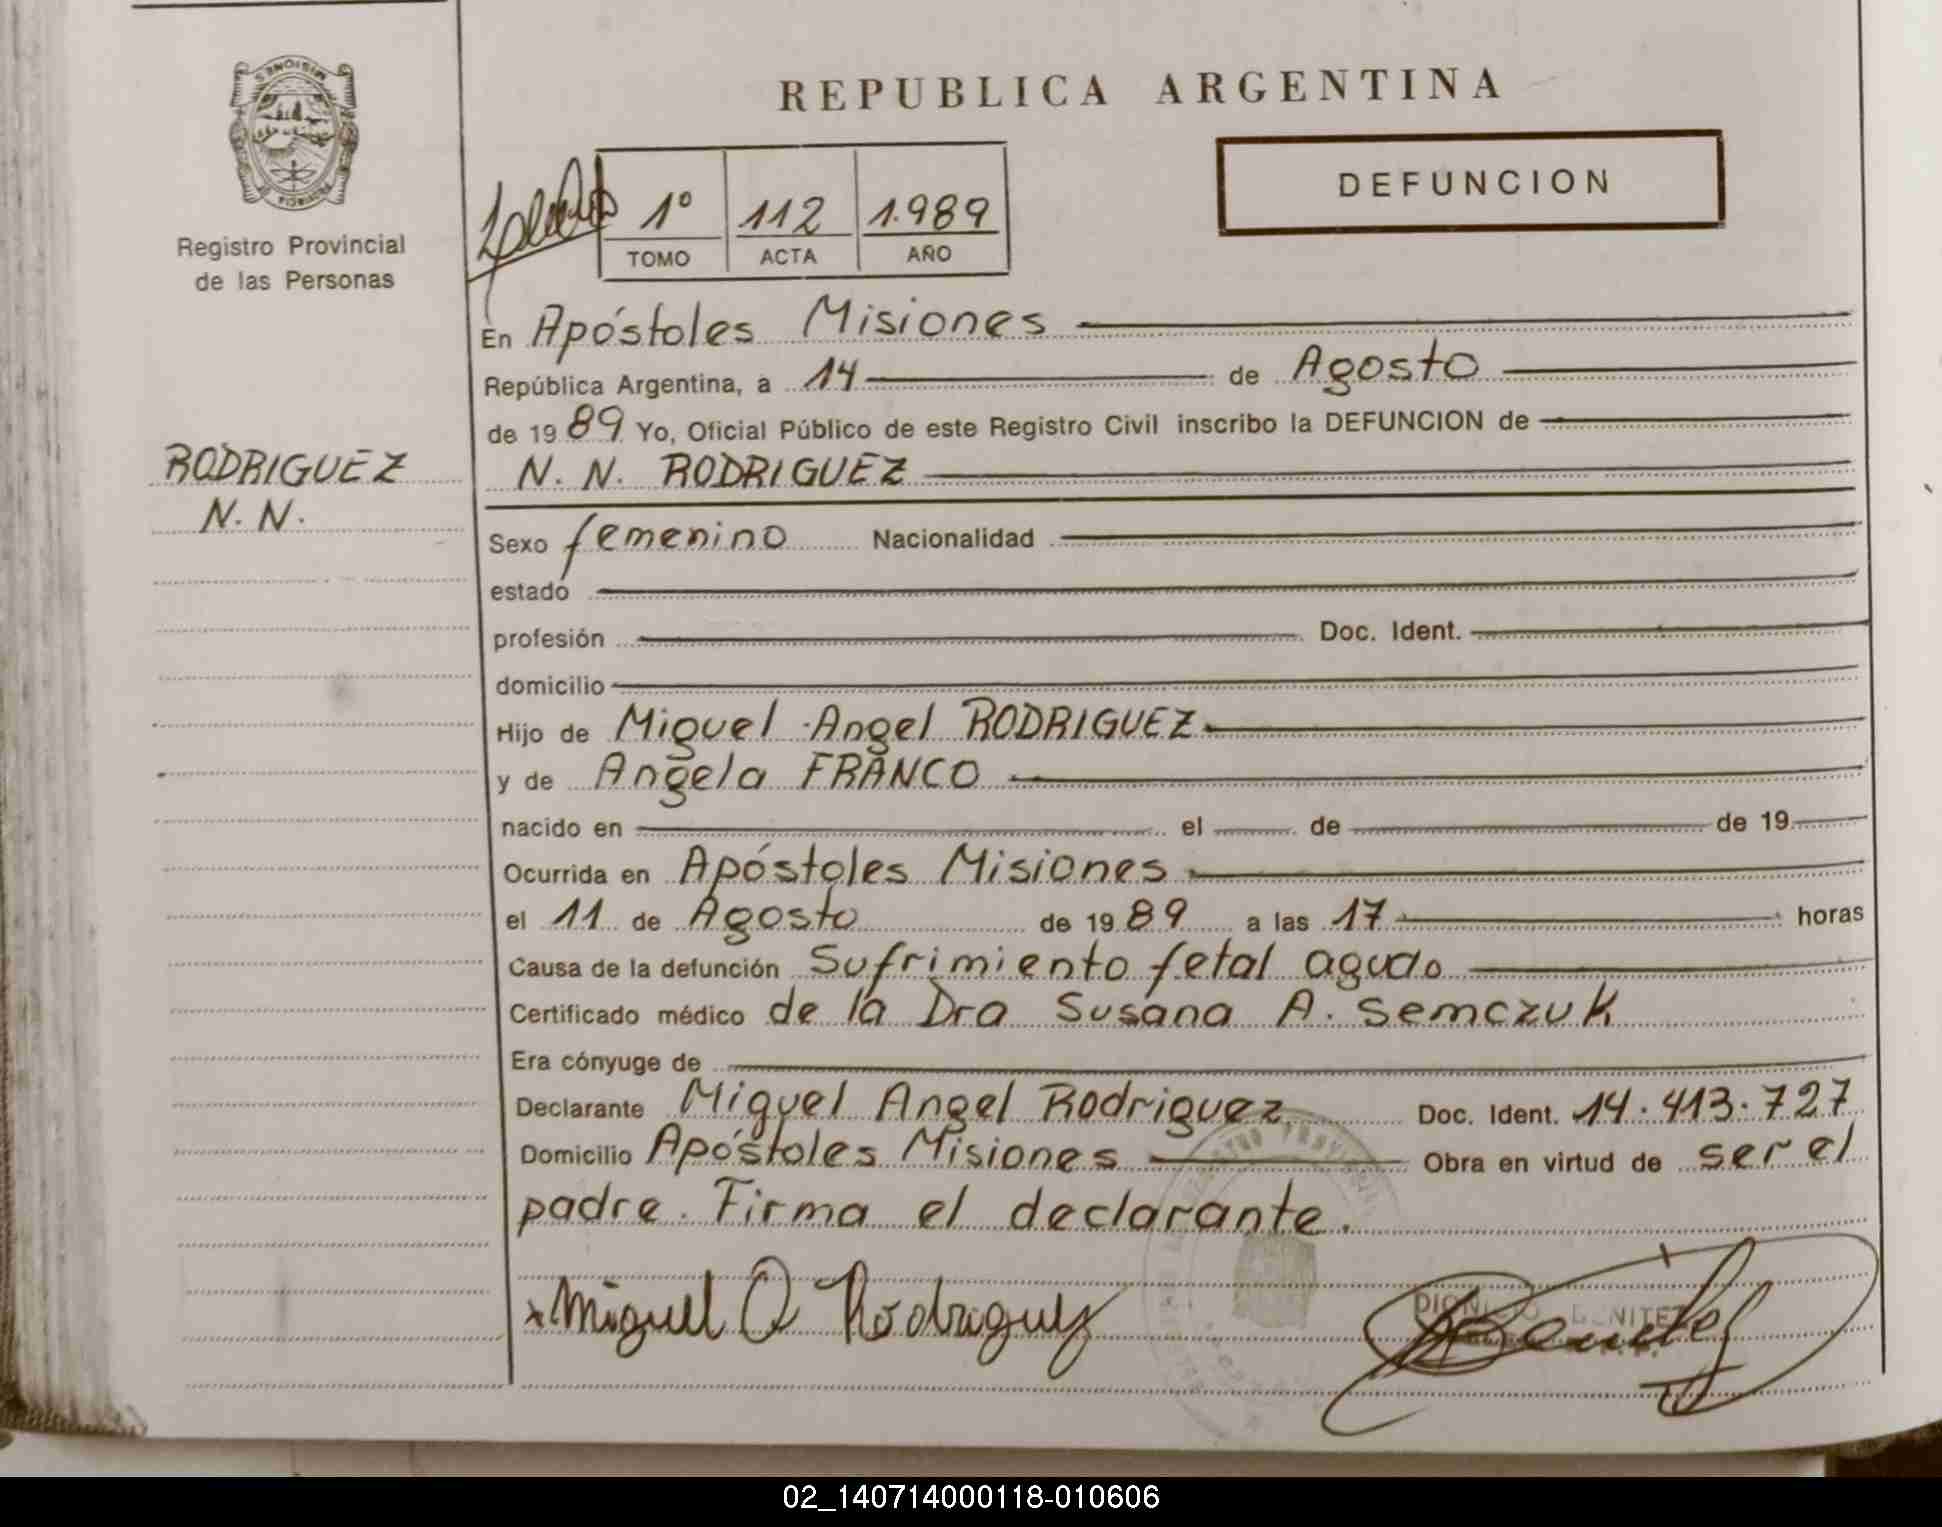 MISIONES
PROVINCIA
Registro Provincial
de las Personas
RODRIGUEZ
N. N.
REPUBLICA ARGENTINA
DEFUNCION
1º 112 1.989
TOMO ACTA AÑO
En Apóstoles Misiones
República Argentina, a 14 de Agosto
de 1989 Yo, Oficial Público de este Registro Civil inscribo la DEFUNCION de
N. N. RODRIGUEZ
Sexo femenino Nacionalidad
estado
profesión Doc. Ident.
domicilio
Hijo de Miguel Angel RODRIGUEZ
y de Angela FRANCO
nacido en el de de 19
Ocurrida en Apóstoles Misiones
el 11 de Agosto de 1989 a las 17 horas
Causa de la defunción Sufrimiento fetal agudo
Certificado médico de la Dra Susana A. Semczuk
Era cónyuge de
Declarante Miguel Angel Rodriguez Doc. Ident. 14.413.727
Domicilio Apóstoles Misiones Obra en virtud de ser el
padre. Firma el declarante.
x Miguel A Rodriguez
BENITEZ
02_140714000118-010606